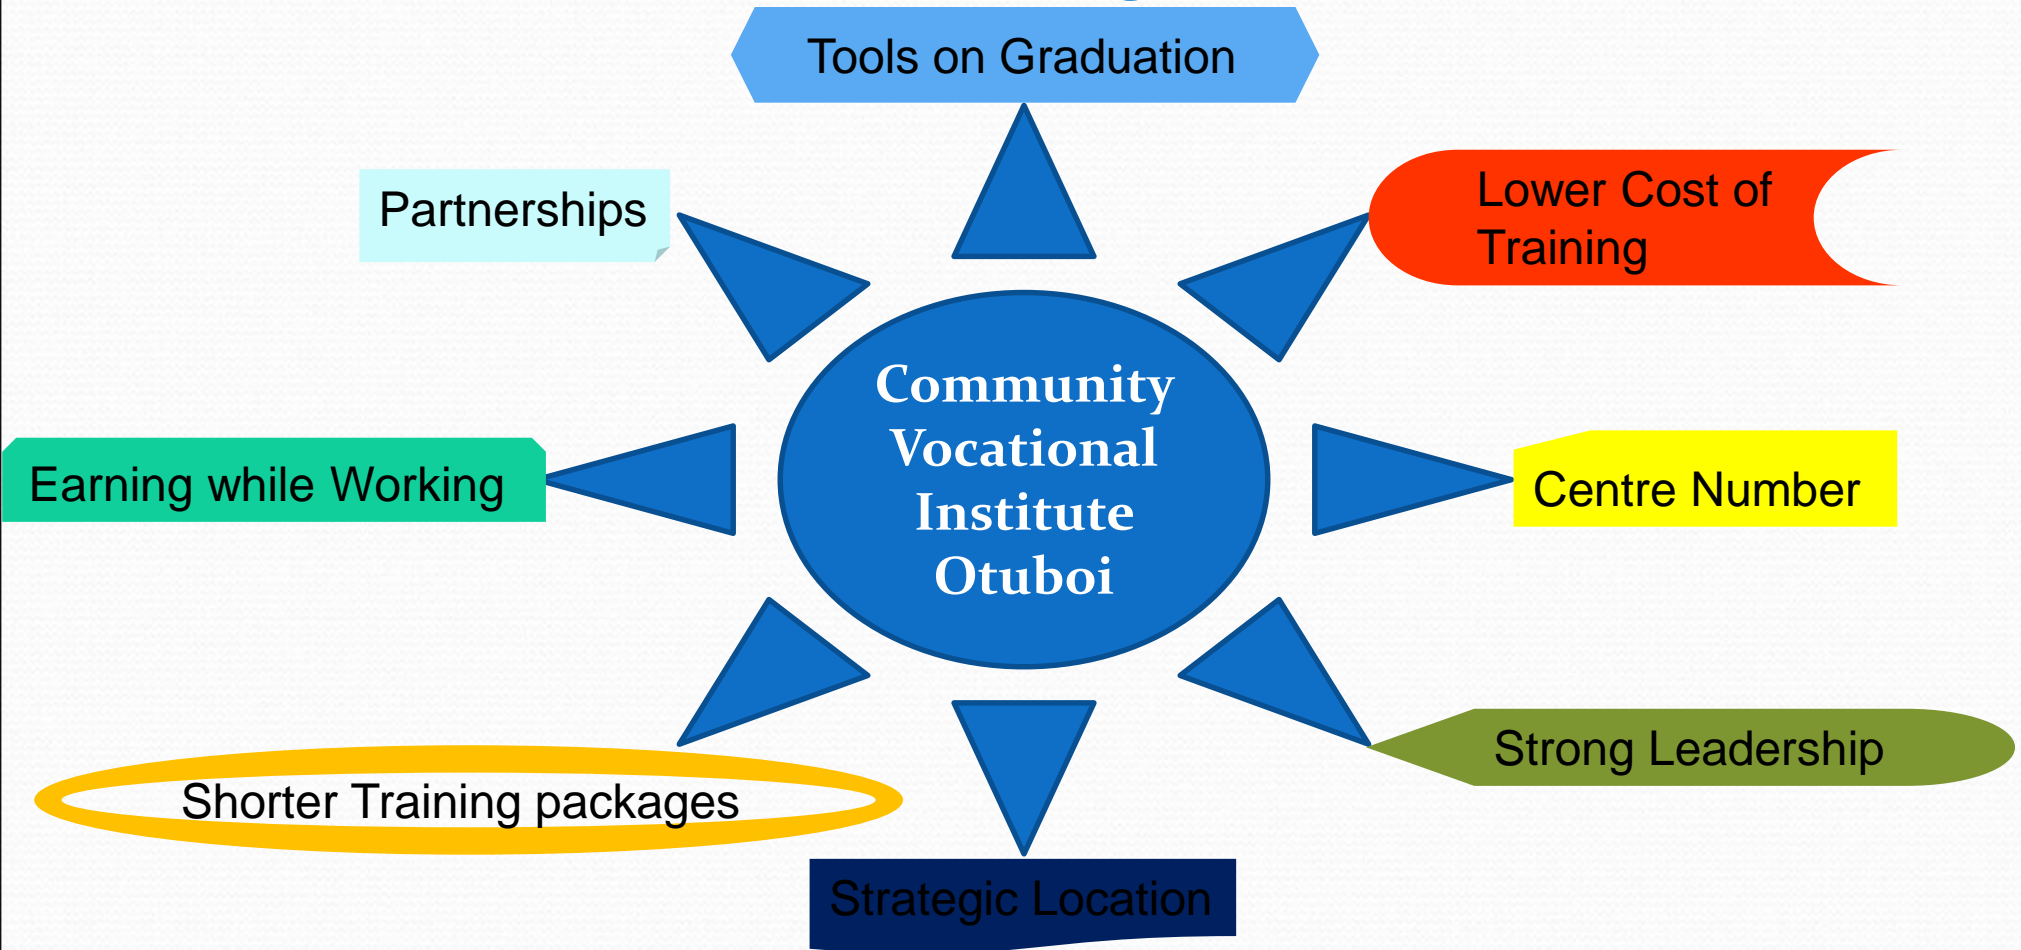 Tools on Graduation
Partnerships
Lower Cost of
Training
Community
Vocational
Institute
Otuboi
Earning while Working
Centre Number
Strong Leadership
Shorter Training packages
Strategic Location